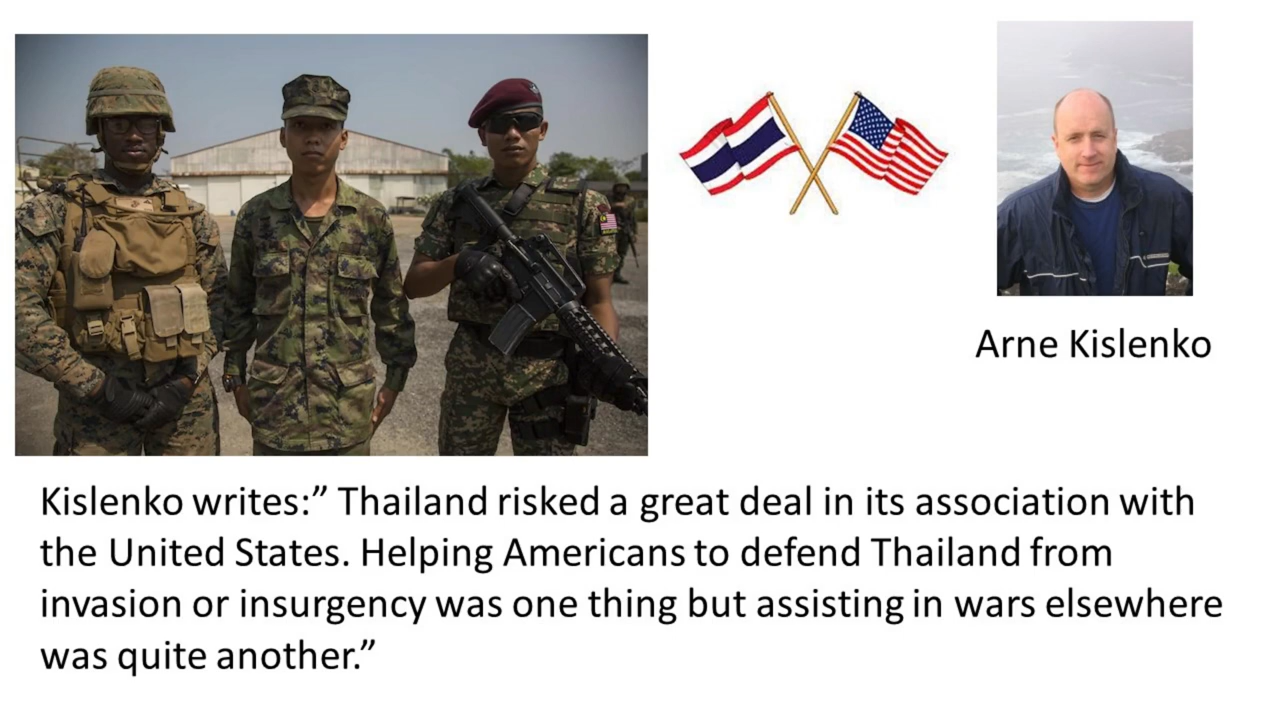 Arne Kislenko
Kislenko writes:” Thailand risked a great deal in its association with
the United States. Helping Americans to defend Thailand from
invasion or insurgency was one thing but assisting in wars elsewhere
was quite another.”